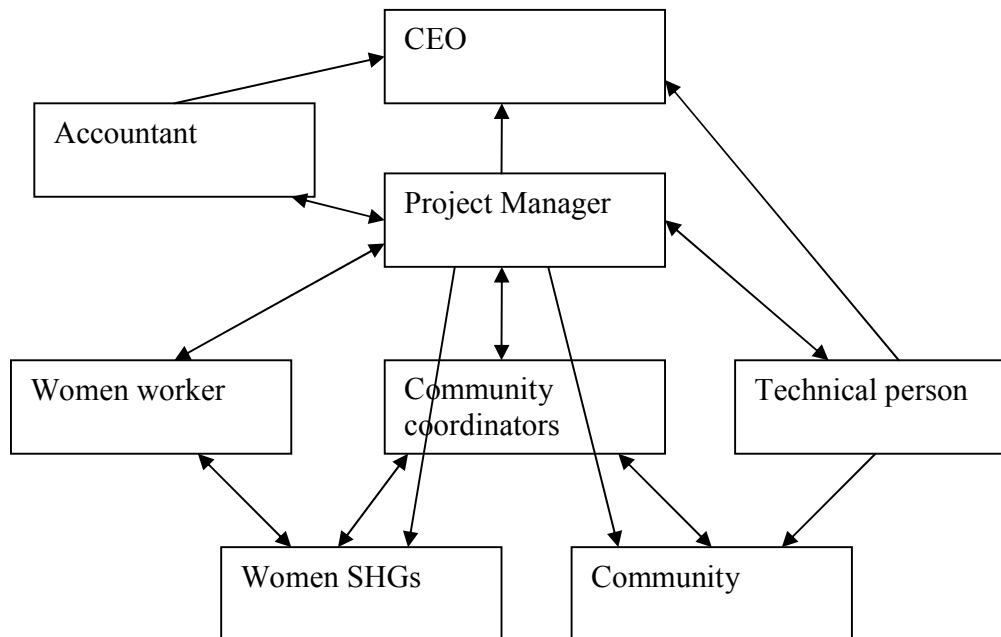 CEO
Accountant
Project Manager
Women worker
Community
coordinators
Technical person
Women SHGs
Community